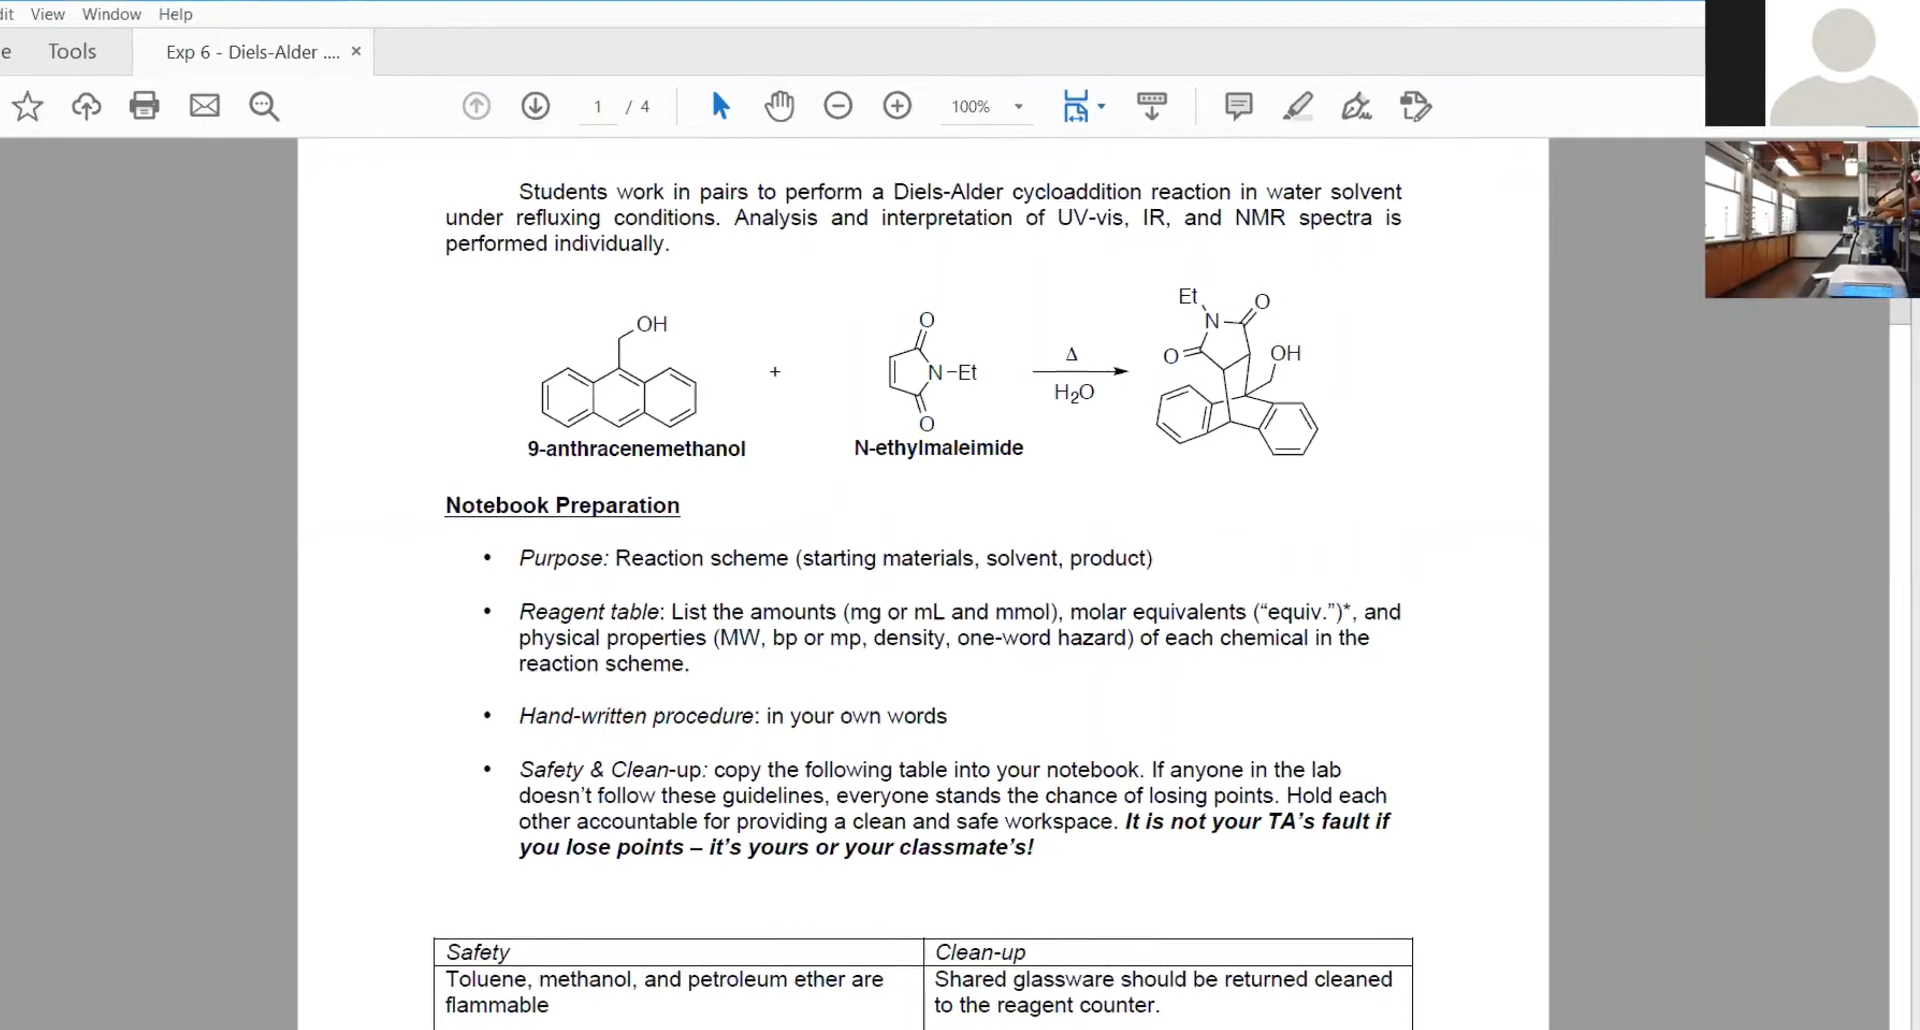 dit View Window Help
e Tools Exp 6 - Diels-Alder .... ×
1 / 4 100%
Students work in pairs to perform a Diels-Alder cycloaddition reaction in water solvent
under refluxing conditions. Analysis and interpretation of UV-vis, IR, and NMR spectra is
performed individually.
OH
O
N-Et
O
+
Δ
H₂O
Et
N
O
O
OH
9-anthracenemethanol
N-ethylmaleimide
Notebook Preparation
• Purpose: Reaction scheme (starting materials, solvent, product)
• Reagent table: List the amounts (mg or mL and mmol), molar equivalents (“equiv.”)*, and
physical properties (MW, bp or mp, density, one-word hazard) of each chemical in the
reaction scheme.
• Hand-written procedure: in your own words
• Safety & Clean-up: copy the following table into your notebook. If anyone in the lab
doesn’t follow these guidelines, everyone stands the chance of losing points. Hold each
other accountable for providing a clean and safe workspace. It is not your TA’s fault if
you lose points – it’s yours or your classmate’s!
Safety
Toluene, methanol, and petroleum ether are
flammable
Clean-up
Shared glassware should be returned cleaned
to the reagent counter.